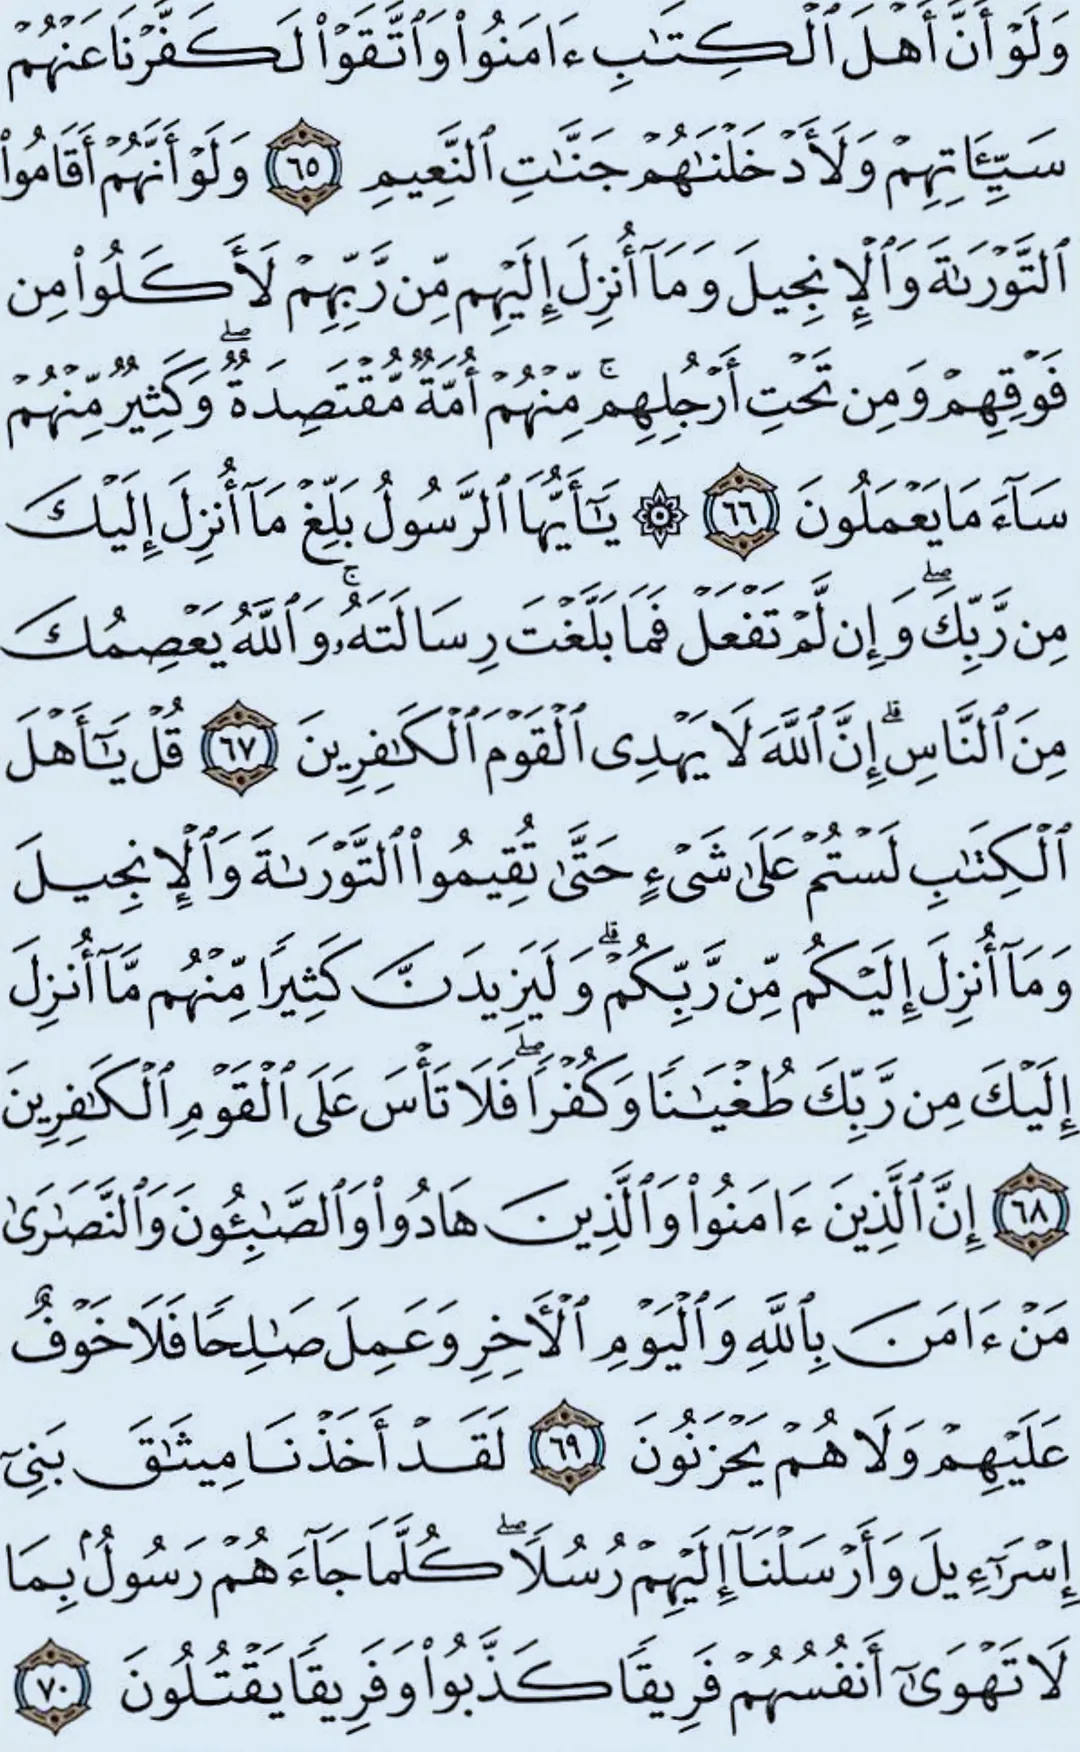 وَلَوْ أَنَّ أَهْلَ ٱلْكِتَٰبِ ءَامَنُوا۟ وَٱتَّقَوْا۟ لَكَفَّرْنَا عَنْهُمْ
سَيِّـَٔاتِهِمْ وَلَأَدْخَلْنَٰهُمْ جَنَّٰتِ ٱلنَّعِيمِ ٦٥ وَلَوْ أَنَّهُمْ أَقَامُوا۟
ٱلتَّوْرَىٰةَ وَٱلْإِنجِيلَ وَمَآ أُنزِلَ إِلَيْهِم مِّن رَّبِّهِمْ لَأَكَلُوا۟ مِن
فَوْقِهِمْ وَمِن تَحْتِ أَرْجُلِهِم ۚ مِّنْهُمْ أُمَّةٌ مُّقْتَصِدَةٌ ۖ وَكَثِيرٌ مِّنْهُمْ
سَآءَ مَا يَعْمَلُونَ ٦٦ ۞ يَٰٓأَيُّهَا ٱلرَّسُولُ بَلِّغْ مَآ أُنزِلَ إِلَيْكَ
مِن رَّبِّكَ ۖ وَإِن لَّمْ تَفْعَلْ فَمَا بَلَّغْتَ رِسَالَتَهُۥ ۚ وَٱللَّهُ يَعْصِمُكَ
مِنَ ٱلنَّاسِ ۗ إِنَّ ٱللَّهَ لَا يَهْدِى ٱلْقَوْمَ ٱلْكَٰفِرِينَ ٦٧ قُلْ يَٰٓأَهْلَ
ٱلْكِتَٰبِ لَسْتُمْ عَلَىٰ شَىْءٍ حَتَّىٰ تُقِيمُوا۟ ٱلتَّوْرَىٰةَ وَٱلْإِنجِيلَ
وَمَآ أُنزِلَ إِلَيْكُم مِّن رَّبِّكُمْ ۗ وَلَيَزِيدَنَّ كَثِيرًا مِّنْهُم مَّآ أُنزِلَ
إِلَيْكَ مِن رَّبِّكَ طُغْيَٰنًا وَكُفْرًا ۖ فَلَا تَأْسَ عَلَى ٱلْقَوْمِ ٱلْكَٰفِرِينَ
٦٨ إِنَّ ٱلَّذِينَ ءَامَنُوا۟ وَٱلَّذِينَ هَادُوا۟ وَٱلصَّٰبِـُٔونَ وَٱلنَّصَٰرَىٰ
مَنْ ءَامَنَ بِٱللَّهِ وَٱلْيَوْمِ ٱلْـَٔاخِرِ وَعَمِلَ صَٰلِحًا فَلَا خَوْفٌ
عَلَيْهِمْ وَلَا هُمْ يَحْزَنُونَ ٦٩ لَقَدْ أَخَذْنَا مِيثَٰقَ بَنِىٓ
إِسْرَٰٓءِيلَ وَأَرْسَلْنَآ إِلَيْهِمْ رُسُلًا ۖ كُلَّمَا جَآءَهُمْ رَسُولٌۢ بِمَا
لَا تَهْوَىٰٓ أَنفُسُهُمْ فَرِيقًا كَذَّبُوا۟ وَفَرِيقًا يَقْتُلُونَ ٧٠